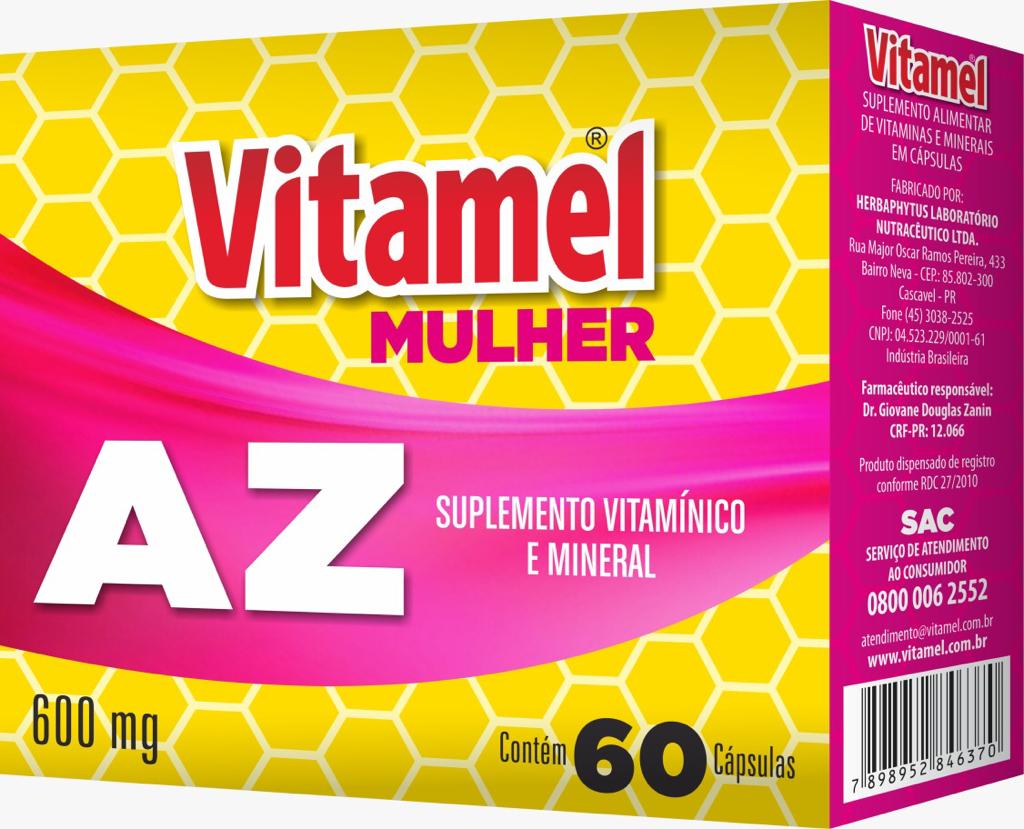 Vitamel®
MULHER
AZ
SUPLEMENTO VITAMÍNICO
E MINERAL
600 mg
Contém 60 Cápsulas
Vitamel®
SUPLEMENTO ALIMENTAR
DE VITAMINAS E MINERAIS
EM CÁPSULAS
FABRICADO POR:
HERBAPHYTUS LABORATÓRIO
NUTRACÊUTICO LTDA.
Rua Major Oscar Ramos Pereira, 433
Bairro Neva - CEP.: 85.802-300
Cascavel - PR
Fone (45) 3038-2525
CNPJ: 04.523.229/0001-61
Indústria Brasileira
Farmacêutico responsável:
Dr. Giovane Douglas Zanin
CRF-PR: 12.066
Produto dispensado de registro
conforme RDC 27/2010
SAC
SERVIÇO DE ATENDIMENTO
AO CONSUMIDOR
0800 006 2552
atendimento@vitamel.com.br
www.vitamel.com.br
7 898952 846370